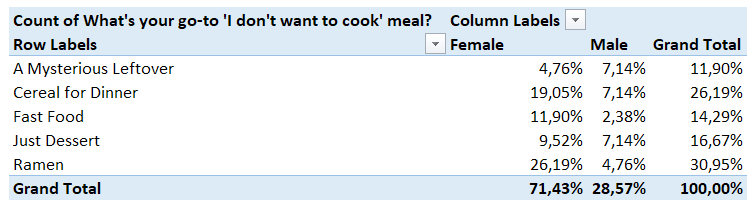 Count of What's your go-to 'I don't want to cook' meal? Column Labels
Row Labels Female Male Grand Total
A Mysterious Leftover 4,76% 7,14% 11,90%
Cereal for Dinner 19,05% 7,14% 26,19%
Fast Food 11,90% 2,38% 14,29%
Just Dessert 9,52% 7,14% 16,67%
Ramen 26,19% 4,76% 30,95%
Grand Total 71,43% 28,57% 100,00%